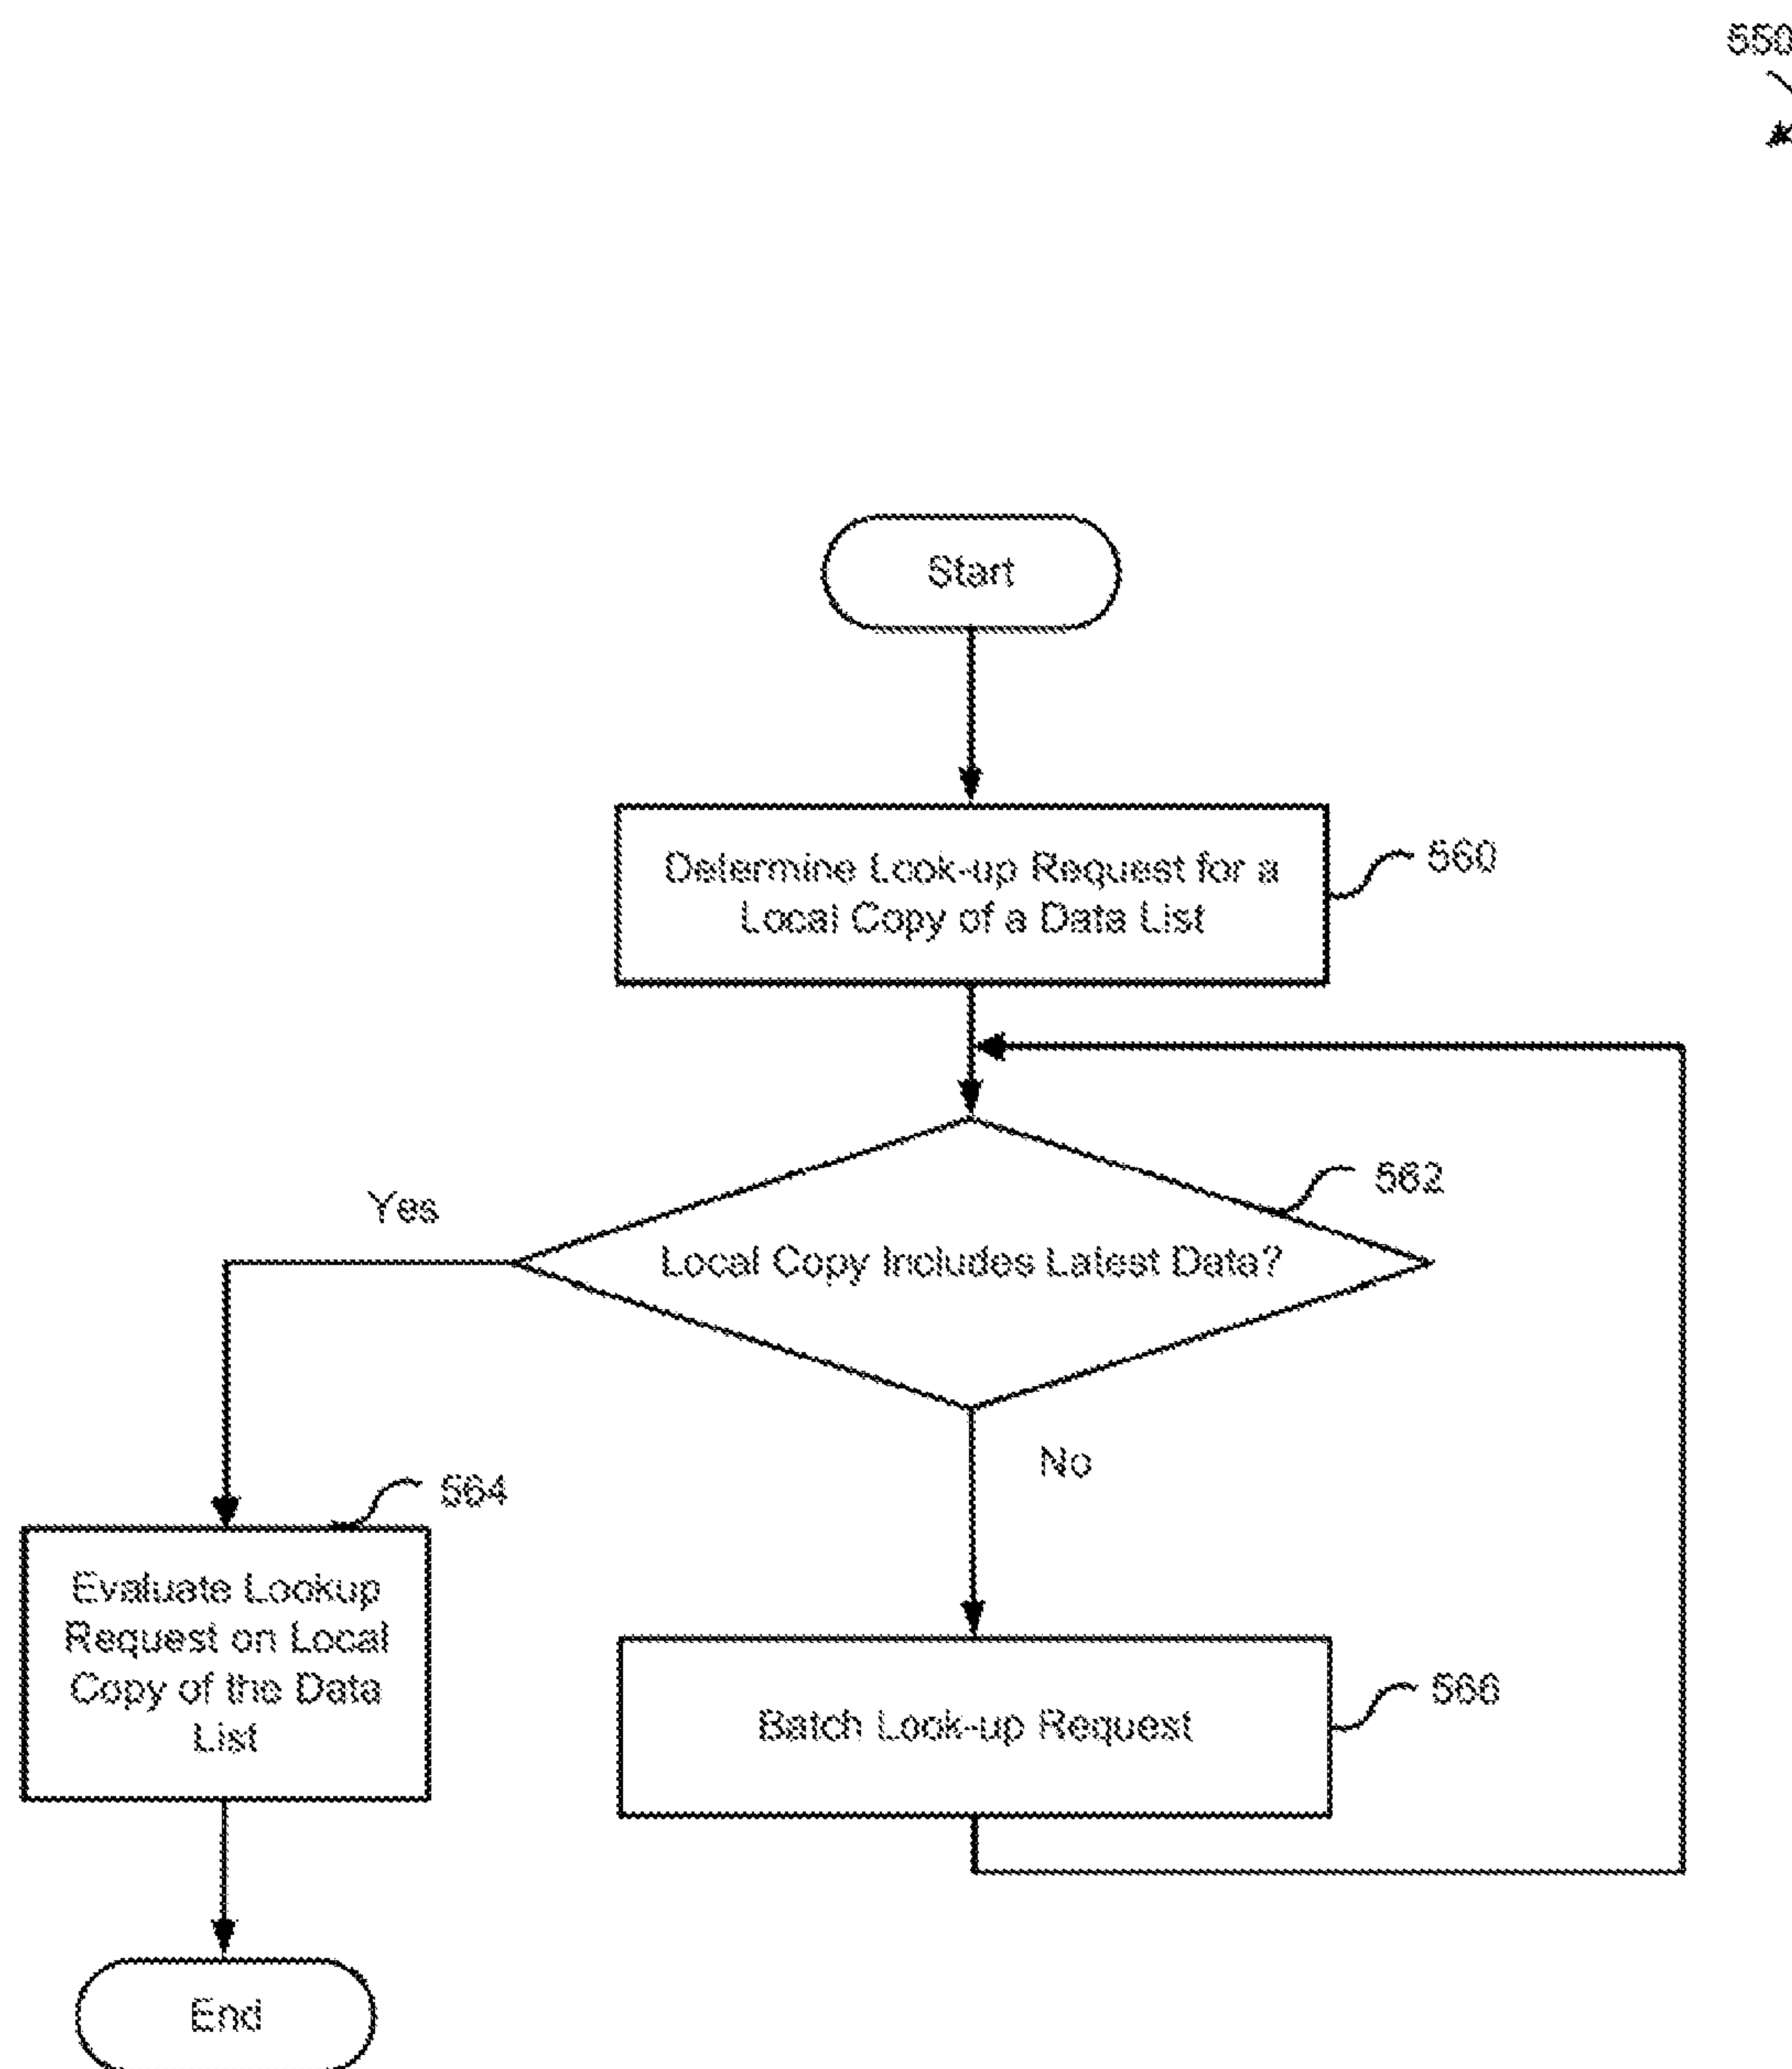 550
Start
Determine Look-up Request for a
Local Copy of a Data List
560
562
Yes
Local Copy Includes Latest Data?
No
564
Evaluate Lookup
Request on Local
Copy of the Data
List
566
Batch Look-up Request
End